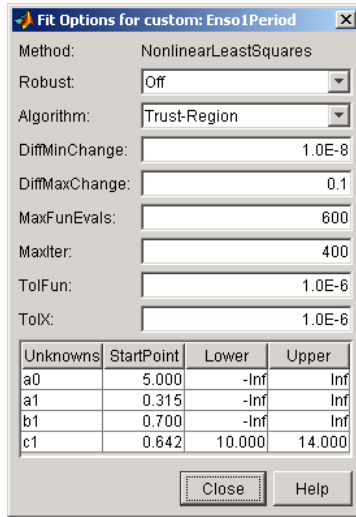 Fit Options for custom: Enso1Period
Method: NonlinearLeastSquares
Robust: Off
Algorithm: Trust-Region
DiffMinChange: 1.0E-8
DiffMaxChange: 0.1
MaxFunEvals: 600
MaxIter: 400
TolFun: 1.0E-6
TolX: 1.0E-6
Unknowns StartPoint Lower Upper
a0 5.000 -Inf Inf
a1 0.315 -Inf Inf
b1 0.700 -Inf Inf
c1 0.642 10.000 14.000
Close Help